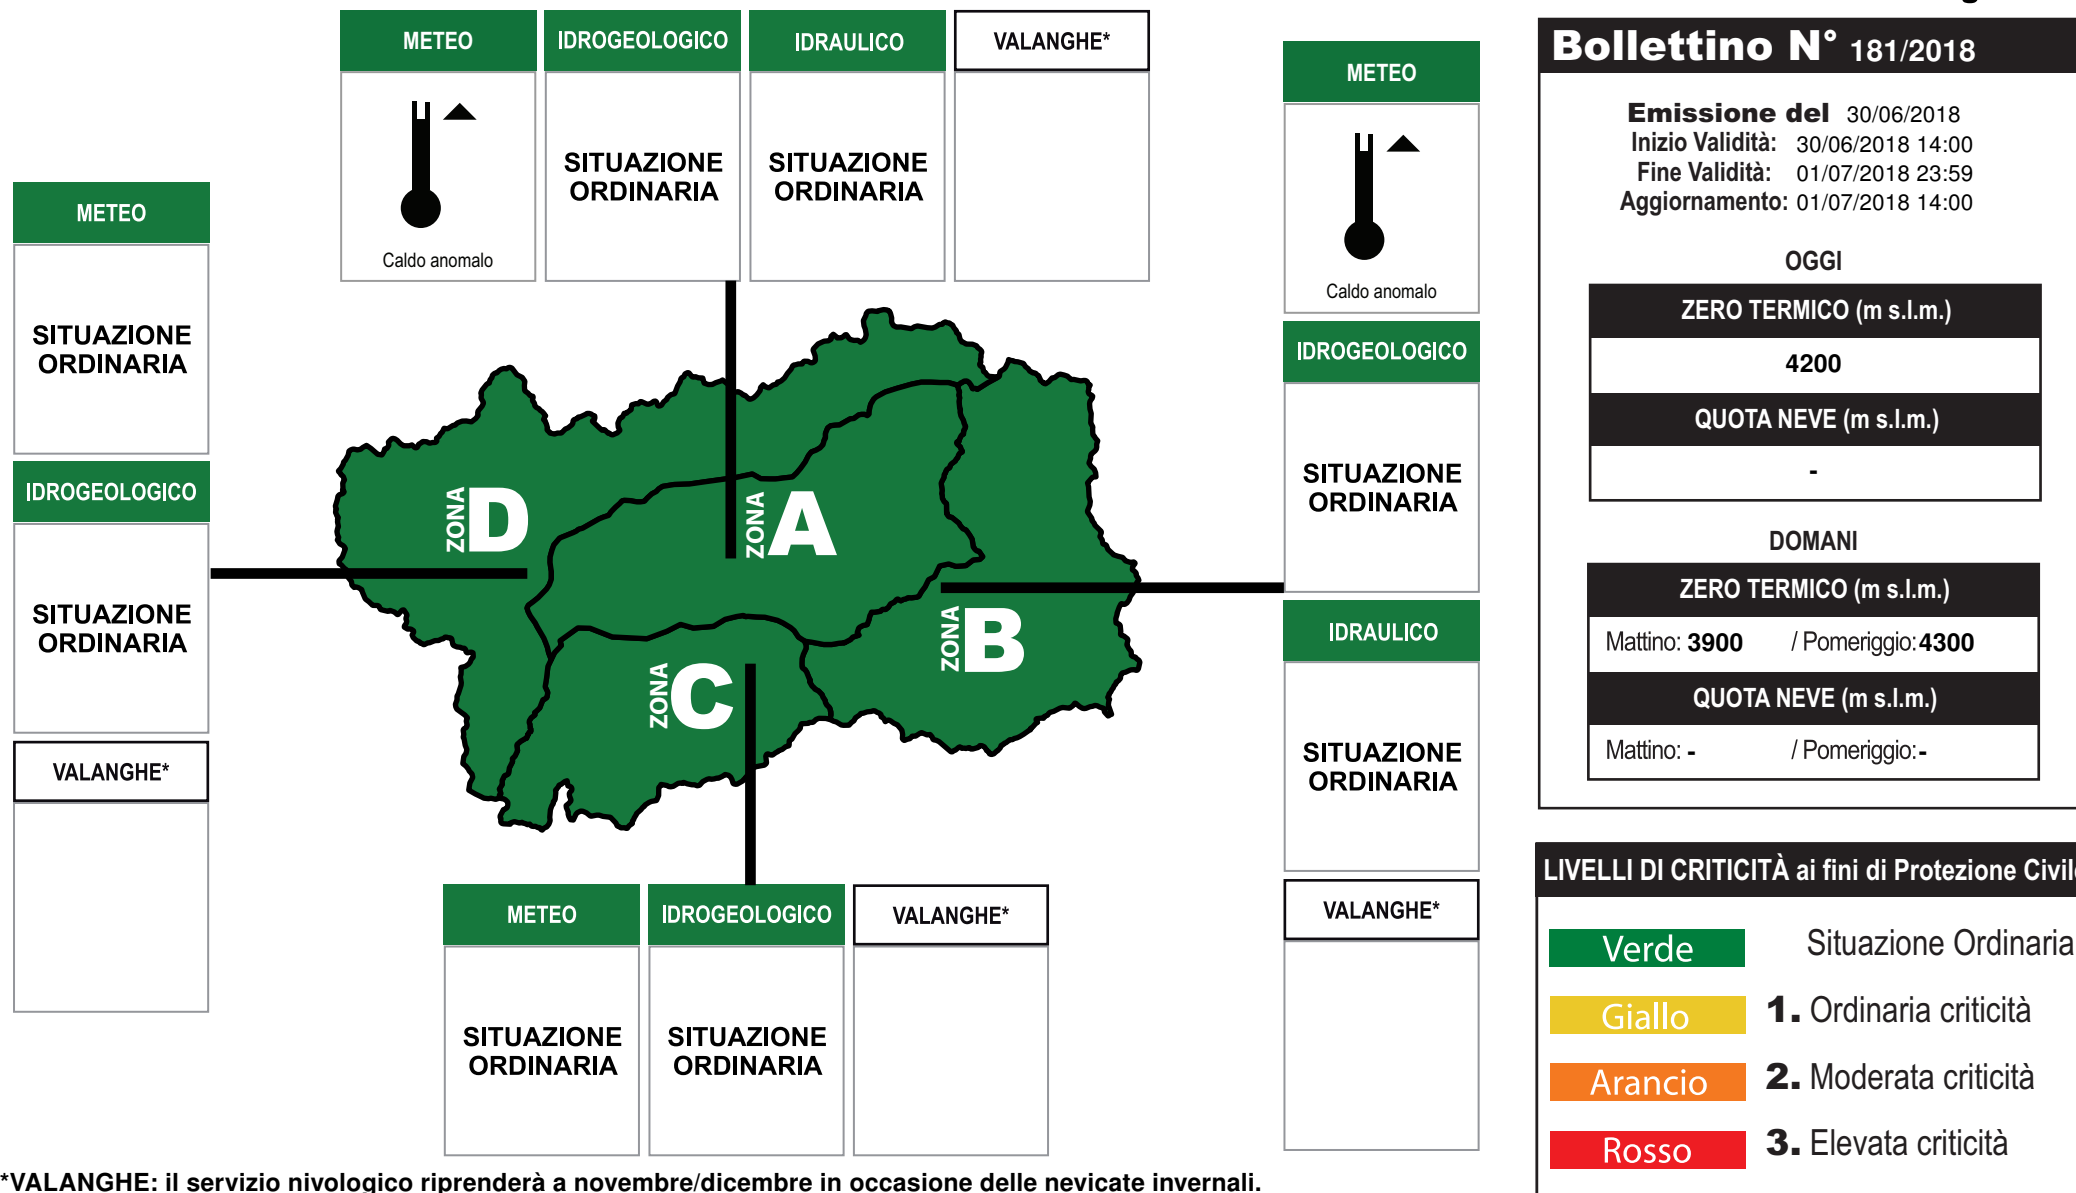 METEO IDROGEOLOGICO IDRAULICO VALANGHE*
SITUAZIONE SITUAZIONE
ORDINARIA ORDINARIA
Caldo anomalo
METEO
SITUAZIONE
ORDINARIA
IDROGEOLOGICO
SITUAZIONE
ORDINARIA
VALANGHE*
ZONA D
ZONA A
ZONA B
ZONA C
METEO
Caldo anomalo
IDROGEOLOGICO
SITUAZIONE
ORDINARIA
IDRAULICO
SITUAZIONE
ORDINARIA
VALANGHE*
METEO IDROGEOLOGICO VALANGHE*
SITUAZIONE SITUAZIONE
ORDINARIA ORDINARIA
*VALANGHE: il servizio nivologico riprenderà a novembre/dicembre in occasione delle nevicate invernali.
Bollettino N° 181/2018
Emissione del 30/06/2018
Inizio Validità: 30/06/2018 14:00
Fine Validità: 01/07/2018 23:59
Aggiornamento: 01/07/2018 14:00
OGGI
ZERO TERMICO (m s.l.m.)
4200
QUOTA NEVE (m s.l.m.)
-
DOMANI
ZERO TERMICO (m s.l.m.)
Mattino: 3900 / Pomeriggio: 4300
QUOTA NEVE (m s.l.m.)
Mattino: - / Pomeriggio: -
LIVELLI DI CRITICITÀ ai fini di Protezione Civile
Verde Situazione Ordinaria
Giallo 1. Ordinaria criticità
Arancio 2. Moderata criticità
Rosso 3. Elevata criticità